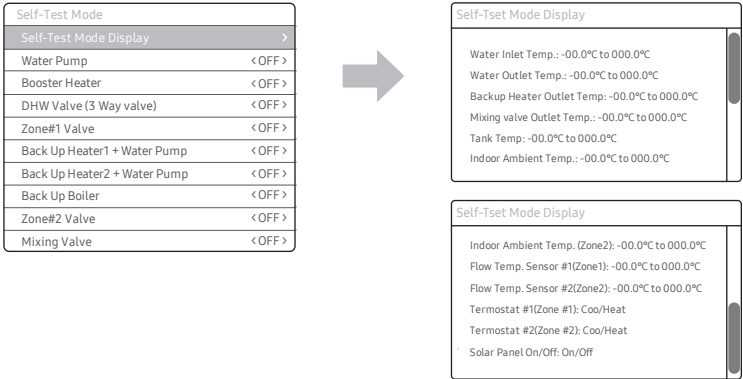 Self-Test Mode
Self-Test Mode Display >
Water Pump <OFF>
Booster Heater <OFF>
DHW Valve (3 Way valve) <OFF>
Zone#1 Valve <OFF>
Back Up Heater1 + Water Pump <OFF>
Back Up Heater2 + Water Pump <OFF>
Back Up Boiler <OFF>
Zone#2 Valve <OFF>
Mixing Valve <OFF>
Self-Tset Mode Display
Water Inlet Temp.: -00.0℃ to 000.0℃
Water Outlet Temp.: -00.0℃ to 000.0℃
Backup Heater Outlet Temp: -00.0℃ to 000.0℃
Mixing valve Outlet Temp.: -00.0℃ to 000.0℃
Tank Temp: -00.0℃ to 000.0℃
Indoor Ambient Temp.: -00.0℃ to 000.0℃
Self-Tset Mode Display
Indoor Ambient Temp. (Zone2): -00.0℃ to 000.0℃
Flow Temp. Sensor #1(Zone1): -00.0℃ to 000.0℃
Flow Temp. Sensor #2(Zone2): -00.0℃ to 000.0℃
Termostat #1(Zone #1): Coo/Heat
Termostat #2(Zone #2): Coo/Heat
Solar Panel On/Off: On/Off